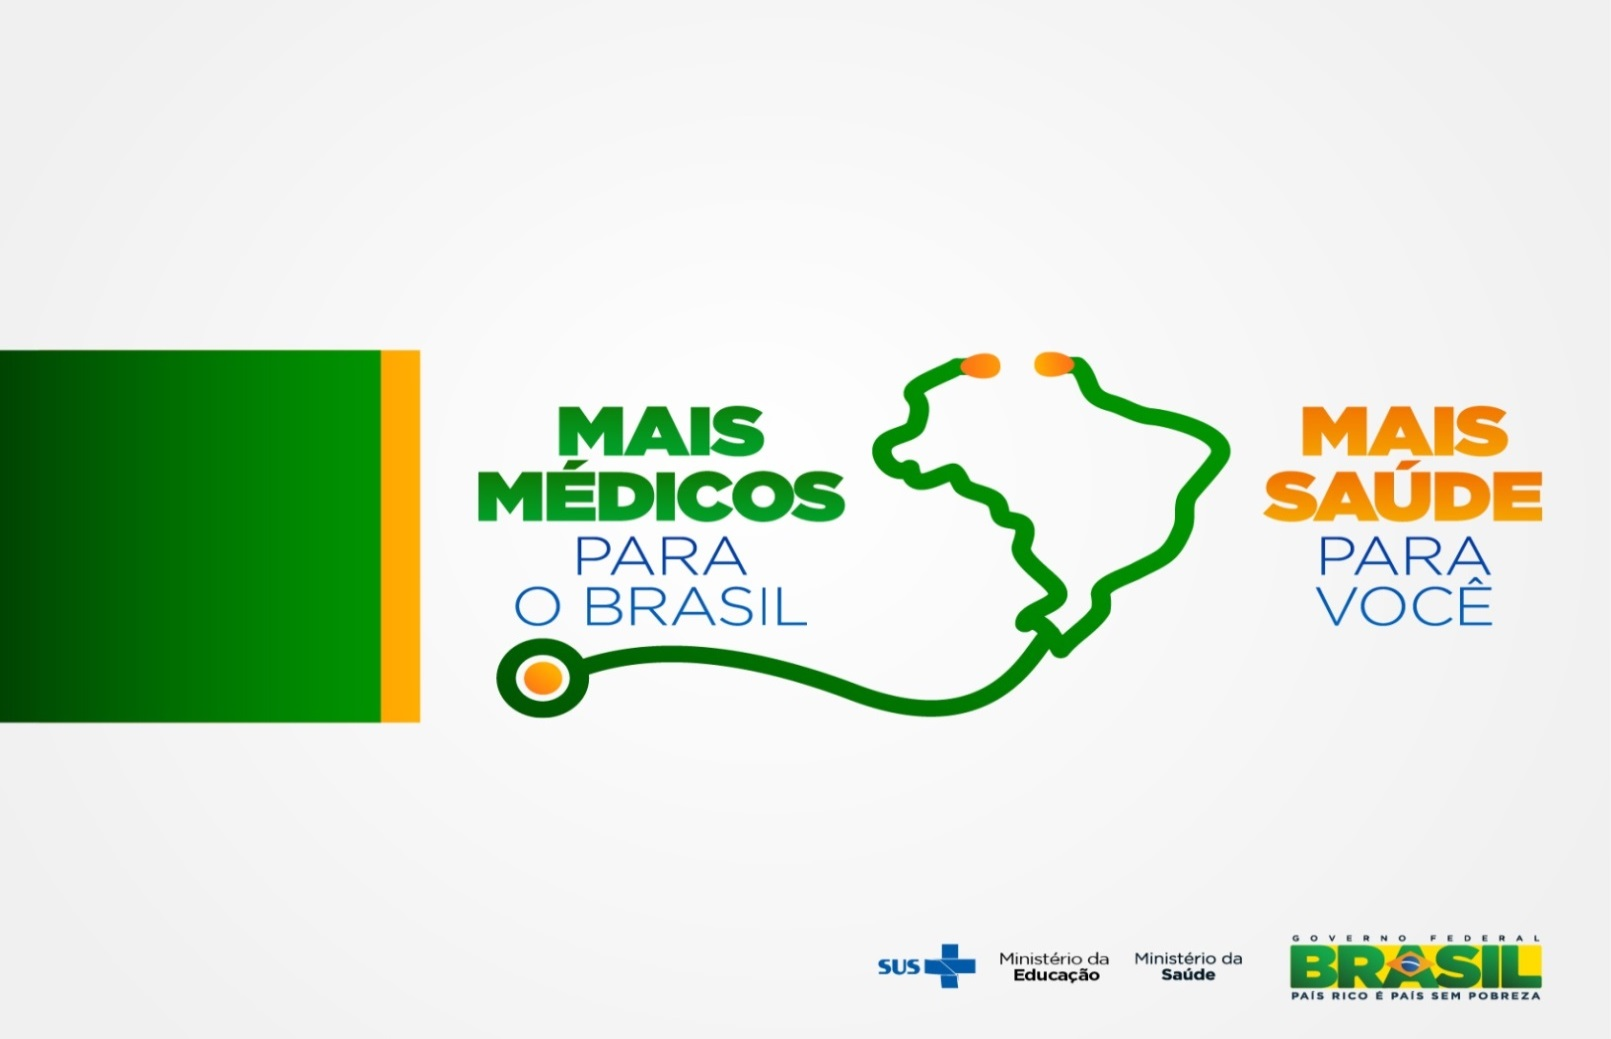 MAIS
MÉDICOS
PARA
O BRASIL
MAIS
SAÚDE
PARA
VOCÊ
SUS
Ministério da
Educação
Ministério da
Saúde
GOVERNO FEDERAL
BRASIL
PAÍS RICO É PAÍS SEM POBREZA